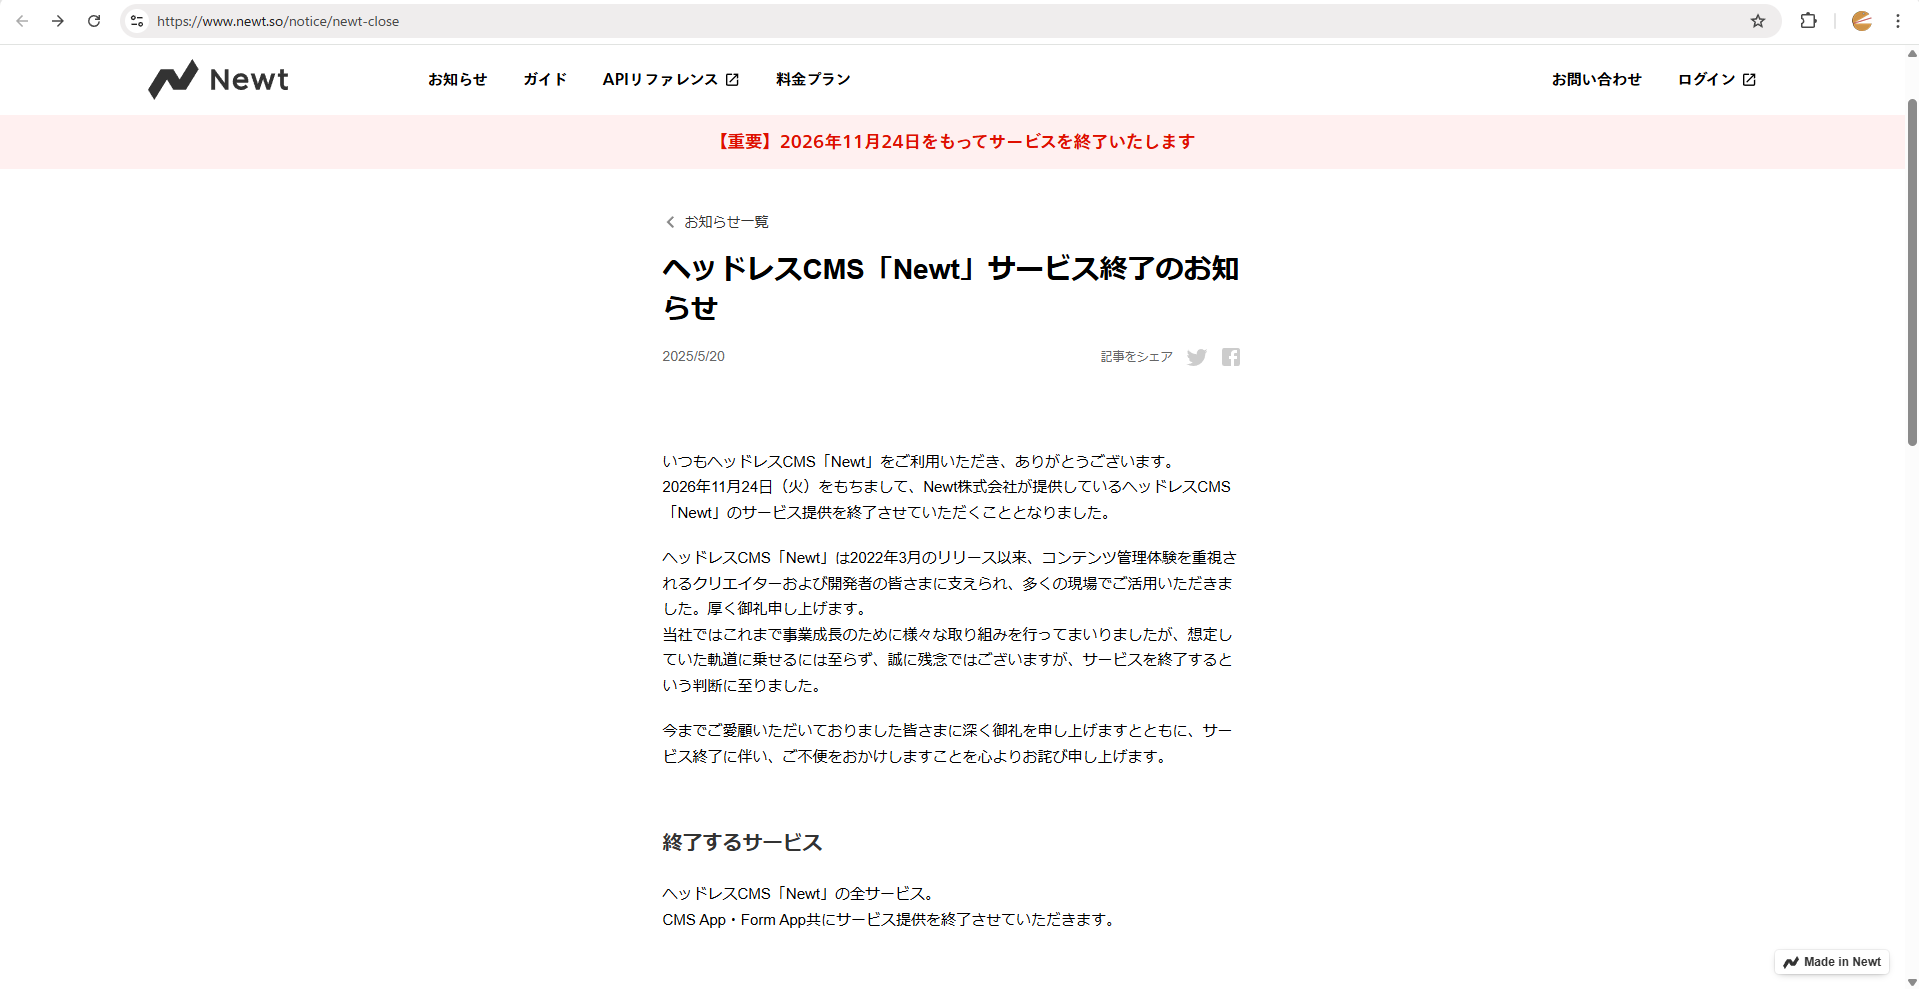 https://www.newt.so/notice/newt-close
Newt
お知らせ
ガイド
APIリファレンス
料金プラン
お問い合わせ
ログイン
【重要】2026年11月24日をもってサービスを終了いたします
お知らせ一覧
ヘッドレスCMS「Newt」サービス終了のお知
らせ
2025/5/20
記事をシェア
いつもヘッドレスCMS「Newt」をご利用いただき、ありがとうございます。
2026年11月24日（火）をもちまして、Newt株式会社が提供しているヘッドレスCMS
「Newt」のサービス提供を終了させていただくこととなりました。
ヘッドレスCMS「Newt」は2022年3月のリリース以来、コンテンツ管理体験を重視さ
れるクリエイターおよび開発者の皆さまに支えられ、多くの現場でご活用いただきま
した。厚く御礼申し上げます。
当社ではこれまで事業成長のために様々な取り組みを行ってまいりましたが、想定し
ていた軌道に乗せるには至らず、誠に残念ではございますが、サービスを終了すると
いう判断に至りました。
今までご愛顧いただいておりました皆さまに深く御礼を申し上げますとともに、サー
ビス終了に伴い、ご不便をおかけしますことを心よりお詫び申し上げます。
終了するサービス
ヘッドレスCMS「Newt」の全サービス。
CMS App・Form App共にサービス提供を終了させていただきます。
Made in Newt